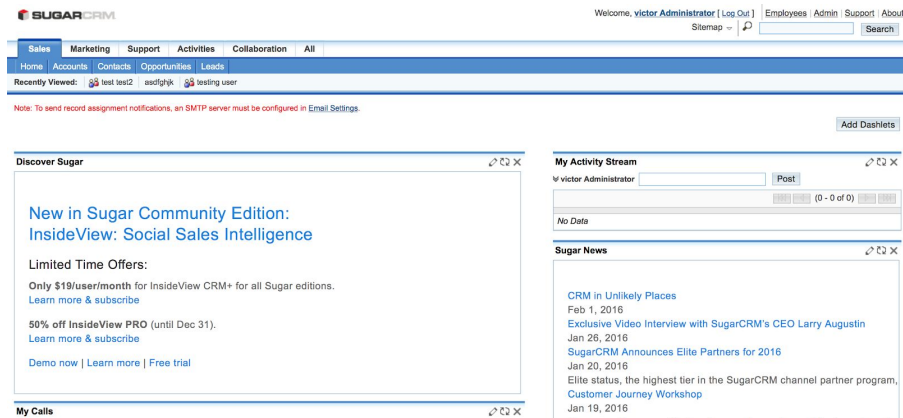 SUGARCRM
Welcome, victor Administrator [ Log Out ] Employees | Admin | Support | About
Sitemap Search
Sales Marketing Support Activities Collaboration All
Home Accounts Contacts Opportunities Leads
Recently Viewed: test test2 asdfghjk testing user
Note: To send record assignment notifications, an SMTP server must be configured in Email Settings.
Add Dashlets
Discover Sugar
New in Sugar Community Edition:
InsideView: Social Sales Intelligence
Limited Time Offers:
Only $19/user/month for InsideView CRM+ for all Sugar editions.
Learn more & subscribe
50% off InsideView PRO (until Dec 31).
Learn more & subscribe
Demo now | Learn more | Free trial
My Calls
My Activity Stream
victor Administrator Post
(0 - 0 of 0)
No Data
Sugar News
CRM in Unlikely Places
Feb 1, 2016
Exclusive Video Interview with SugarCRM's CEO Larry Augustin
Jan 26, 2016
SugarCRM Announces Elite Partners for 2016
Jan 20, 2016
Elite status, the highest tier in the SugarCRM channel partner program,
Customer Journey Workshop
Jan 19, 2016